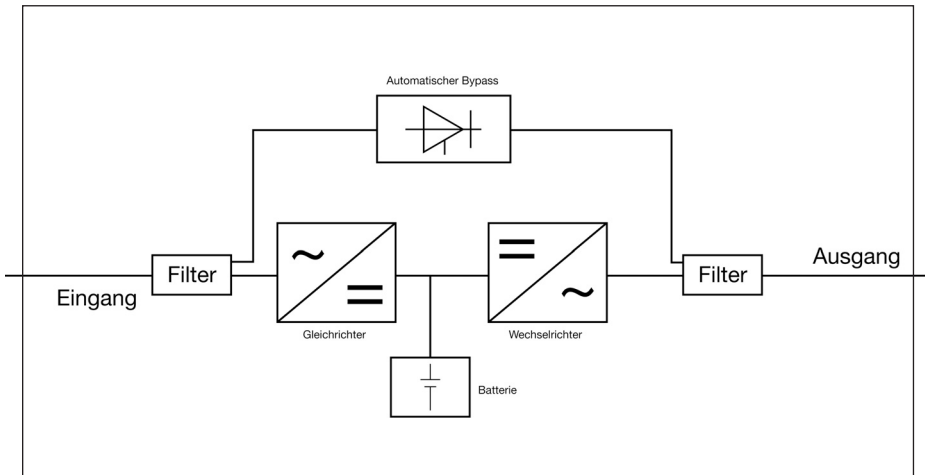 Automatischer Bypass
Filter
Eingang
Gleichrichter
Wechselrichter
Filter
Ausgang
Batterie